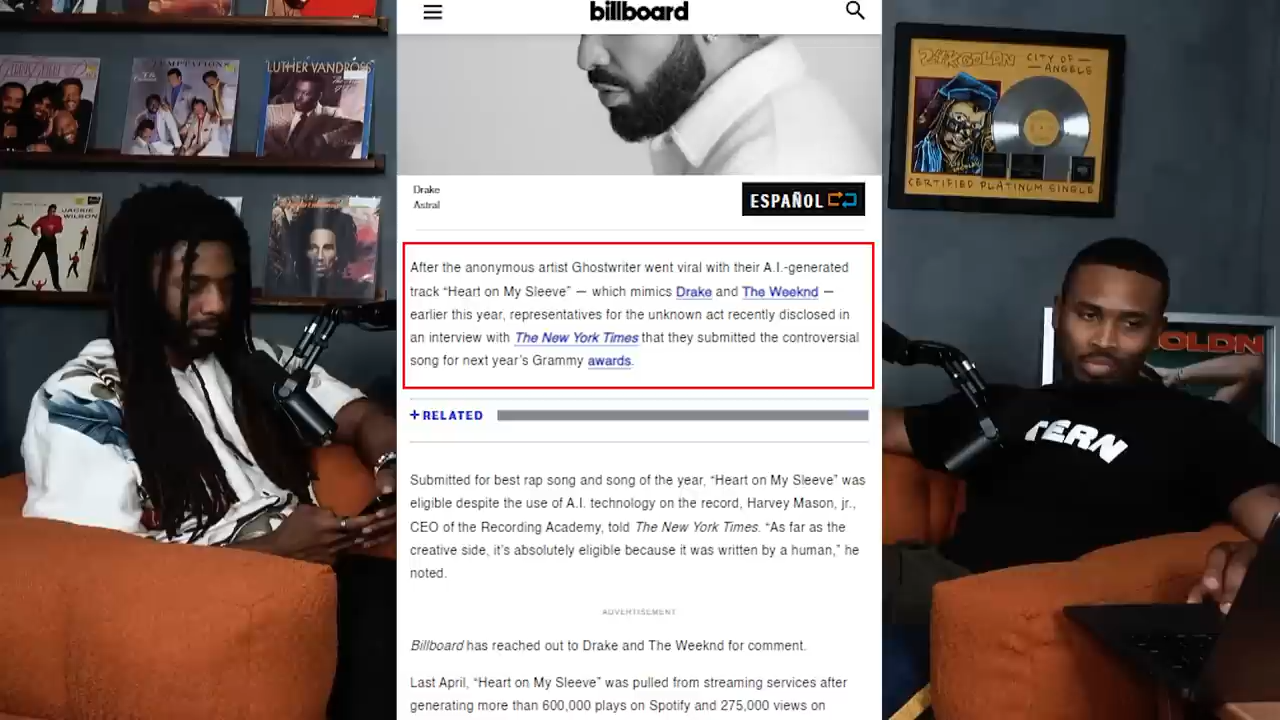 billboard
Drake
Astral
ESPAÑOL
After the anonymous artist Ghostwriter went viral with their A.I.-generated
track “Heart on My Sleeve” — which mimics Drake and The Weeknd —
earlier this year, representatives for the unknown act recently disclosed in
an interview with The New York Times that they submitted the controversial
song for next year’s Grammy awards.
+ RELATED
Submitted for best rap song and song of the year, “Heart on My Sleeve” was
eligible despite the use of A.I. technology on the record, Harvey Mason, jr.,
CEO of the Recording Academy, told The New York Times. “As far as the
creative side, it’s absolutely eligible because it was written by a human,” he
noted.
ADVERTISEMENT
Billboard has reached out to Drake and The Weeknd for comment.
Last April, “Heart on My Sleeve” was pulled from streaming services after
generating more than 600,000 plays on Spotify and 275,000 views on
TEMPTATIONS
LUTHER VANDROSS
JACKIE
WILSON
24KGOLDN
CITY OF
— ANGELES
CERTIFIED PLATINUM SINGLE
OLDN
TERN